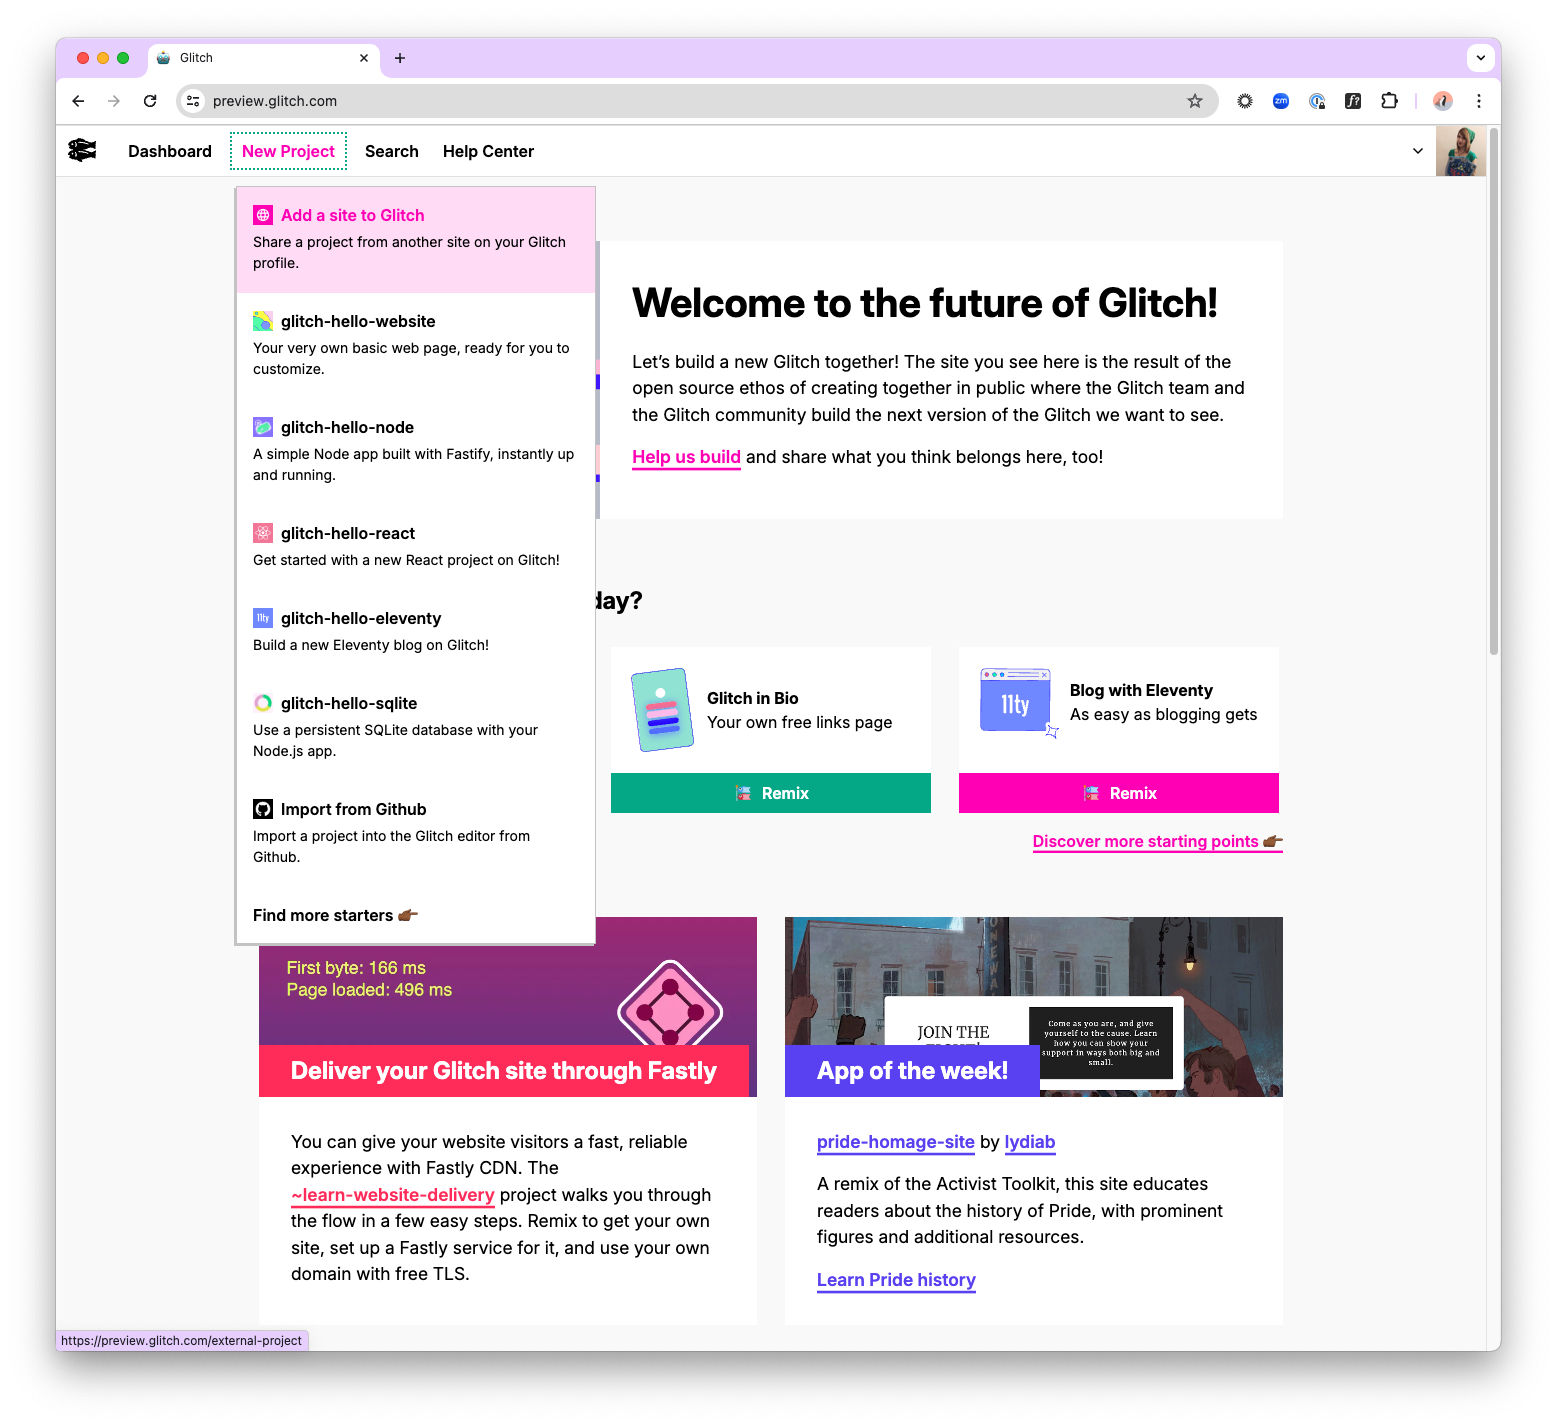 Glitch
preview.glitch.com
zm
f?
Dashboard
New Project
Search
Help Center
Add a site to Glitch
Share a project from another site on your Glitch
profile.
glitch-hello-website
Your very own basic web page, ready for you to
customize.
glitch-hello-node
A simple Node app built with Fastify, instantly up
and running.
glitch-hello-react
Get started with a new React project on Glitch!
11ty
glitch-hello-eleventy
Build a new Eleventy blog on Glitch!
glitch-hello-sqlite
Use a persistent SQLite database with your
Node.js app.
Import from Github
Import a project into the Glitch editor from
Github.
Find more starters
Welcome to the future of Glitch!
Let’s build a new Glitch together! The site you see here is the result of the
open source ethos of creating together in public where the Glitch team and
the Glitch community build the next version of the Glitch we want to see.
Help us build and share what you think belongs here, too!
day?
Glitch in Bio
Your own free links page
Remix
11ty
Blog with Eleventy
As easy as blogging gets
Remix
Discover more starting points
First byte: 166 ms
Page loaded: 496 ms
Deliver your Glitch site through Fastly
You can give your website visitors a fast, reliable
experience with Fastly CDN. The
~learn-website-delivery project walks you through
the flow in a few easy steps. Remix to get your own
site, set up a Fastly service for it, and use your own
domain with free TLS.
JOIN THE
Come as you are, and give
yourself to the cause. Learn
how you can show your
support in ways both big and
small.
App of the week!
pride-homage-site by lydiab
A remix of the Activist Toolkit, this site educates
readers about the history of Pride, with prominent
figures and additional resources.
Learn Pride history
https://preview.glitch.com/external-project